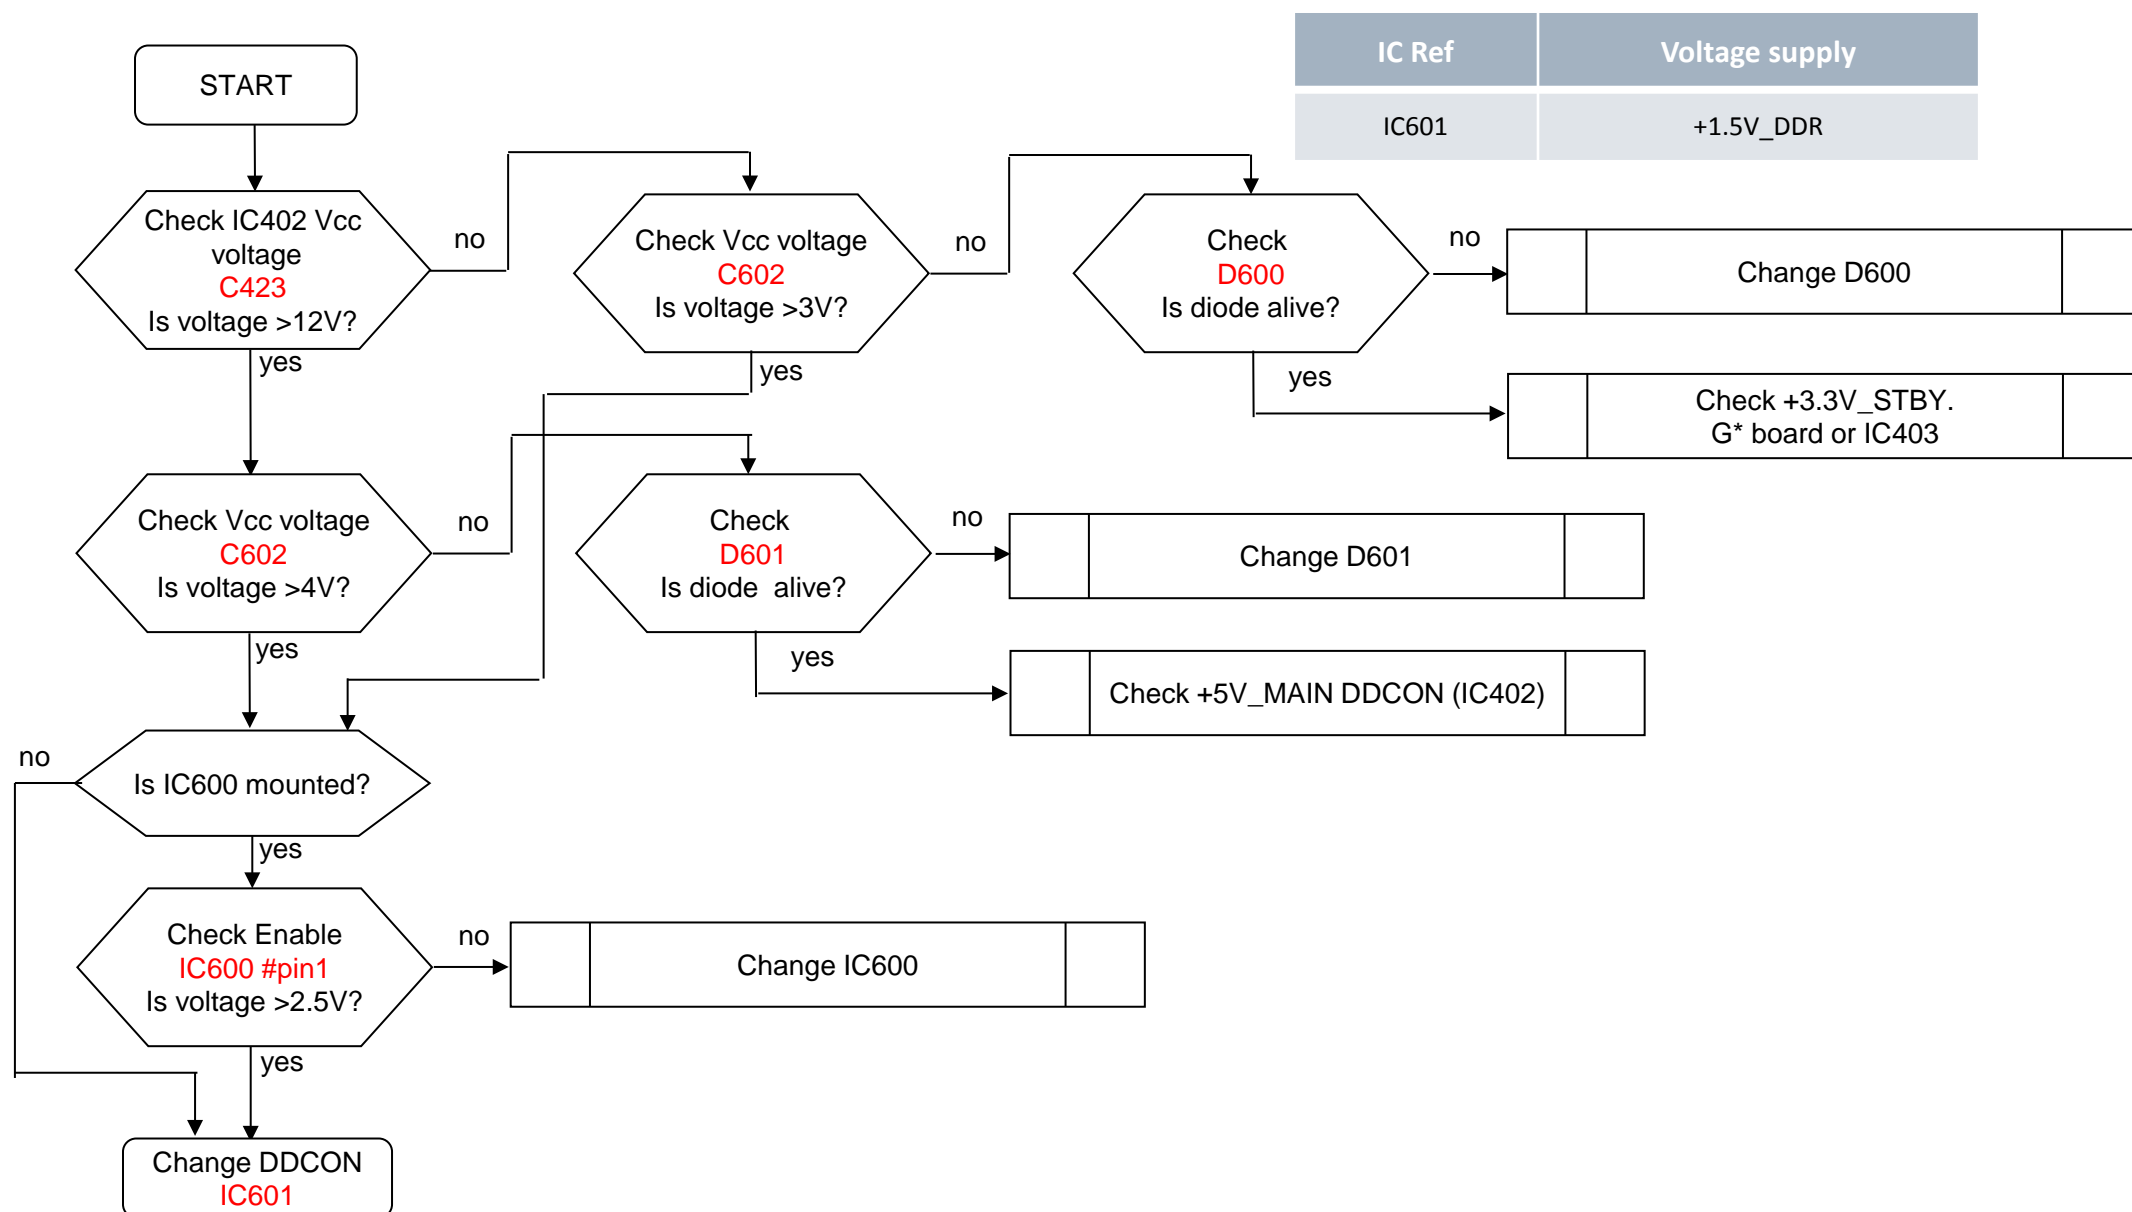 IC Ref
Voltage supply
IC601
+1.5V_DDR
START
Check IC402 Vcc
voltage
C423
Is voltage >12V?
no
yes
Check Vcc voltage
C602
Is voltage >3V?
no
yes
Check
D600
Is diode alive?
no
yes
Change D600
Check +3.3V_STBY.
G* board or IC403
Check Vcc voltage
C602
Is voltage >4V?
no
yes
Check
D601
Is diode  alive?
no
yes
Change D601
Check +5V_MAIN DDCON (IC402)
Is IC600 mounted?
no
yes
Check Enable
IC600 #pin1
Is voltage >2.5V?
no
yes
Change IC600
Change DDCON
IC601